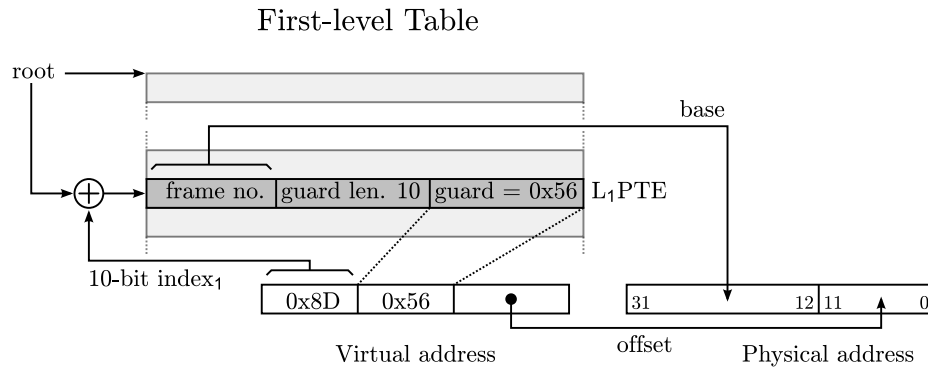 First-level Table
root
base
frame no.
guard len. 10
guard = 0x56
L₁PTE
10-bit index₁
0x8D
0x56
31
12
11
0
Virtual address
offset
Physical address